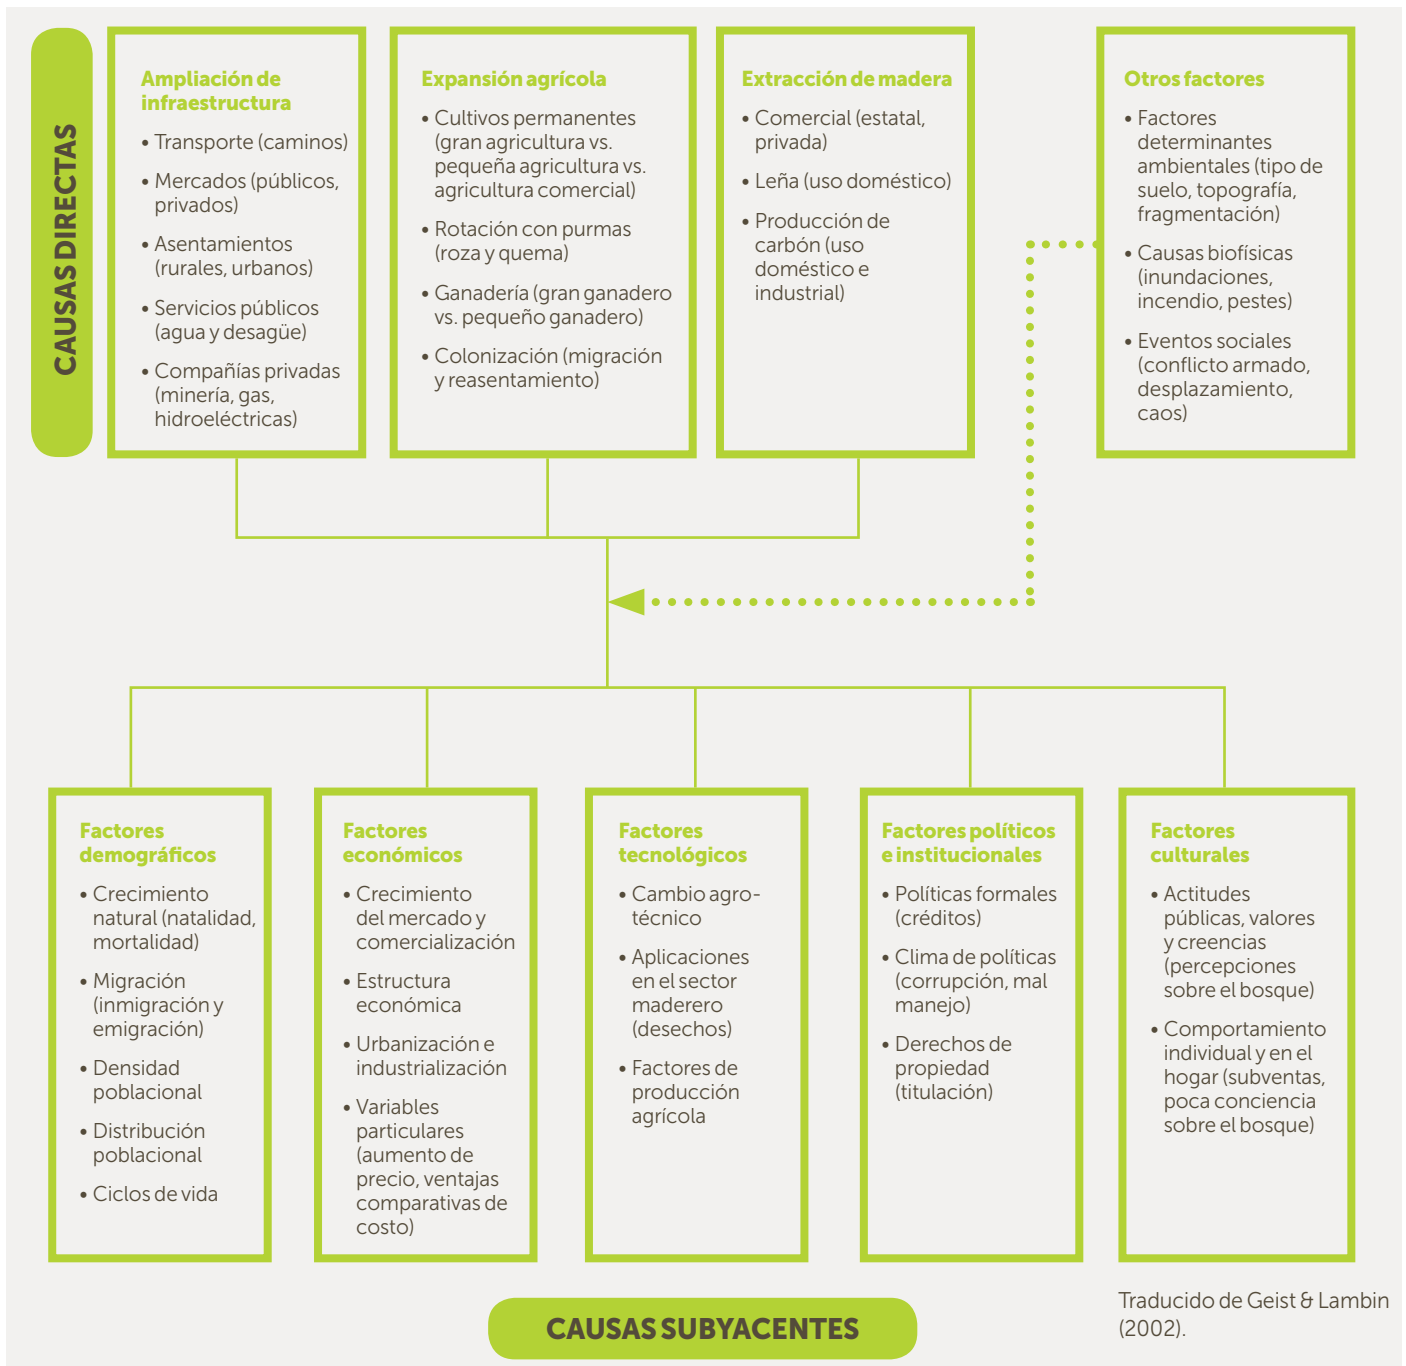 CAUSAS DIRECTAS
Ampliación de
infraestructura
• Transporte (caminos)
• Mercados (públicos,
privados)
• Asentamientos
(rurales, urbanos)
• Servicios públicos
(agua y desagüe)
• Compañías privadas
(minería, gas,
hidroeléctricas)
Expansión agrícola
• Cultivos permanentes
(gran agricultura vs.
pequeña agricultura vs.
agricultura comercial)
• Rotación con purmas
(roza y quema)
• Ganadería (gran ganadero
vs. pequeño ganadero)
• Colonización (migración
y reasentamiento)
Extracción de madera
• Comercial (estatal,
privada)
• Leña (uso doméstico)
• Producción de
carbón (uso
doméstico e
industrial)
Otros factores
• Factores
determinantes
ambientales (tipo de
suelo, topografía,
fragmentación)
• Causas biofísicas
(inundaciones,
incendio, pestes)
• Eventos sociales
(conflicto armado,
desplazamiento,
caos)
Factores
demográficos
• Crecimiento
natural (natalidad,
mortalidad)
• Migración
(inmigración y
emigración)
• Densidad
poblacional
• Distribución
poblacional
• Ciclos de vida
Factores
económicos
• Crecimiento
del mercado y
comercialización
• Estructura
económica
• Urbanización e
industrialización
• Variables
particulares
(aumento de
precio, ventajas
comparativas de
costo)
Factores
tecnológicos
• Cambio agro-
técnico
• Aplicaciones
en el sector
maderero
(desechos)
• Factores de
producción
agrícola
Factores políticos
e institucionales
• Políticas formales
(créditos)
• Clima de políticas
(corrupción, mal
manejo)
• Derechos de
propiedad
(titulación)
Factores
culturales
• Actitudes
públicas, valores
y creencias
(percepciones
sobre el bosque)
• Comportamiento
individual y en el
hogar (subventas,
poca conciencia
sobre el bosque)
CAUSAS SUBYACENTES
Traducido de Geist & Lambin
(2002).